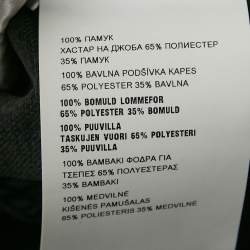 100% ПАМУК
ХАСТАР НА ДЖОБА 65% ПОЛИЕСТЕР
35% ПАМУК
100% BAVLNA PODŠÍVKA KAPES
65% POLYESTER 35% BAVLNA
100% BOMULD LOMMEFOR
65% POLYESTER 35% BOMULD
100% PUUVILLA
TASKUJEN VUORI 65% POLYESTERI
35% PUUVILLA
100% ΒΑΜΒΑΚΙ ΦΟΔΡΑ ΓΙΑ
ΤΣΕΠΕΣ 65% ΠΟΛΥΕΣΤΕΡΑΣ
35% ΒΑΜΒΑΚΙ
100% MEDVILNĖ
KIŠENĖS PAMUŠALAS
65% POLIESTERIS 35% MEDVILNĖ